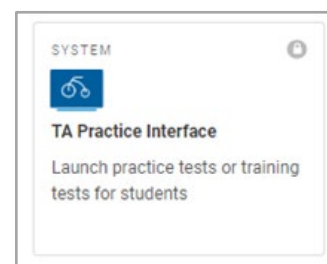 SYSTEM
TA Practice Interface
Launch practice tests or training
tests for students